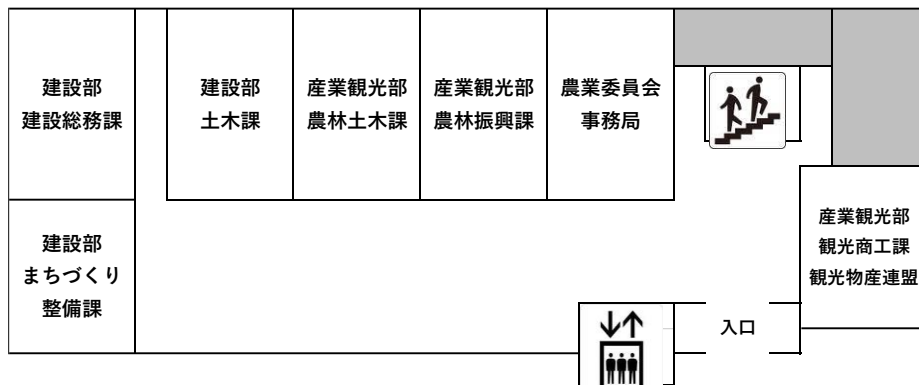 建設部
建設総務課
建設部
土木課
産業観光部
農林土木課
産業観光部
農林振興課
農業委員会
事務局
建設部
まちづくり
整備課
産業観光部
観光商工課
観光物産連盟
入口